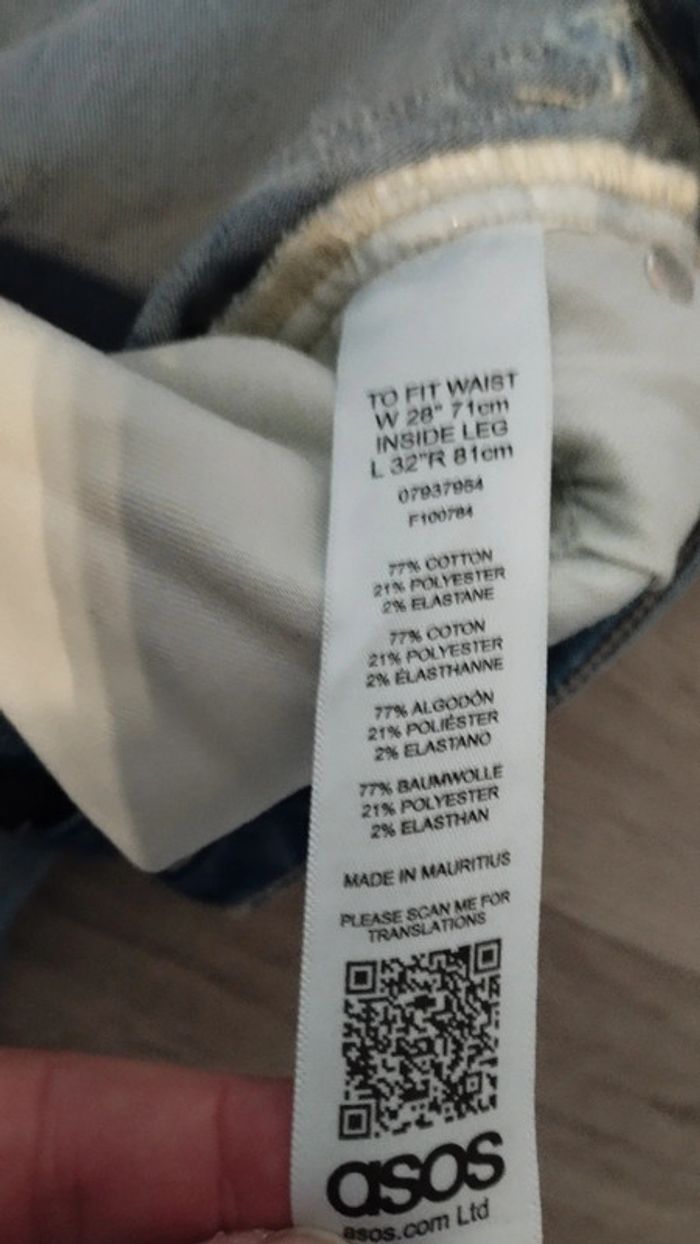 TO FIT WAIST
W 28" 71cm
INSIDE LEG
L 32"R 81cm
07937984
F100784
77% COTTON
21% POLYESTER
2% ELASTANE
77% COTON
21% POLYESTER
2% ÉLASTHANNE
77% ALGODÓN
21% POLIÉSTER
2% ELASTANO
77% BAUMWOLLE
21% POLYESTER
2% ELASTHAN
MADE IN MAURITIUS
PLEASE SCAN ME FOR
TRANSLATIONS
asos
asos.com Ltd